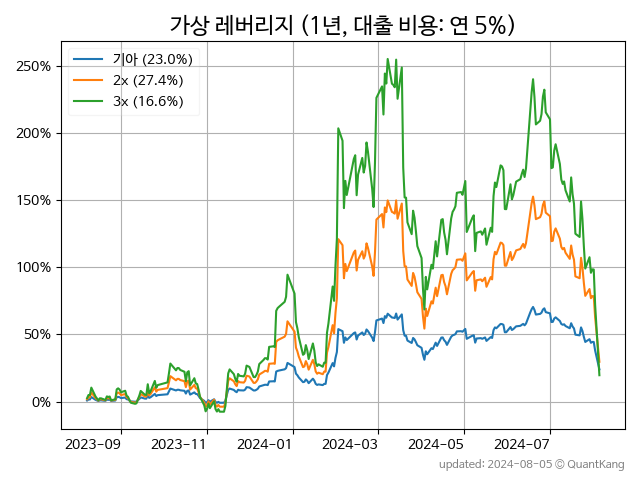 가상 레버리지 (1년, 대출 비용: 연 5%)
기아 (23.0%)
2x (27.4%)
3x (16.6%)
250%
200%
150%
100%
50%
0%
2023-09 2023-11 2024-01 2024-03 2024-05 2024-07
updated: 2024-08-05 © QuantKang